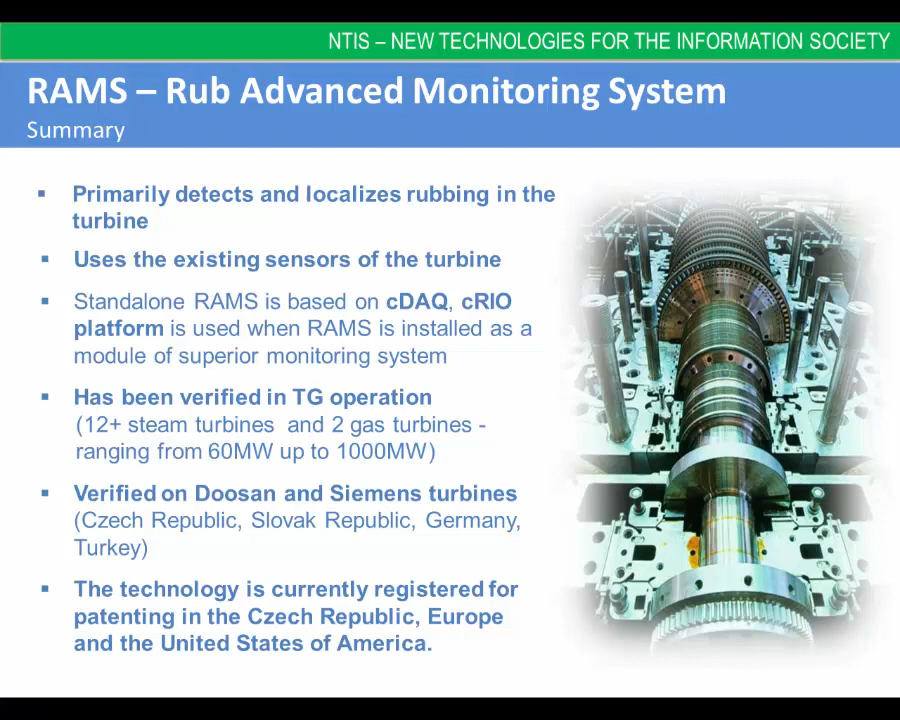 NTIS – NEW TECHNOLOGIES FOR THE INFORMATION SOCIETY
RAMS – Rub Advanced Monitoring System
Summary
▪ Primarily detects and localizes rubbing in the
turbine
▪ Uses the existing sensors of the turbine
▪ Standalone RAMS is based on cDAQ, cRIO
platform is used when RAMS is installed as a
module of superior monitoring system
▪ Has been verified in TG operation
(12+ steam turbines and 2 gas turbines -
ranging from 60MW up to 1000MW)
▪ Verified on Doosan and Siemens turbines
(Czech Republic, Slovak Republic, Germany,
Turkey)
▪ The technology is currently registered for
patenting in the Czech Republic, Europe
and the United States of America.